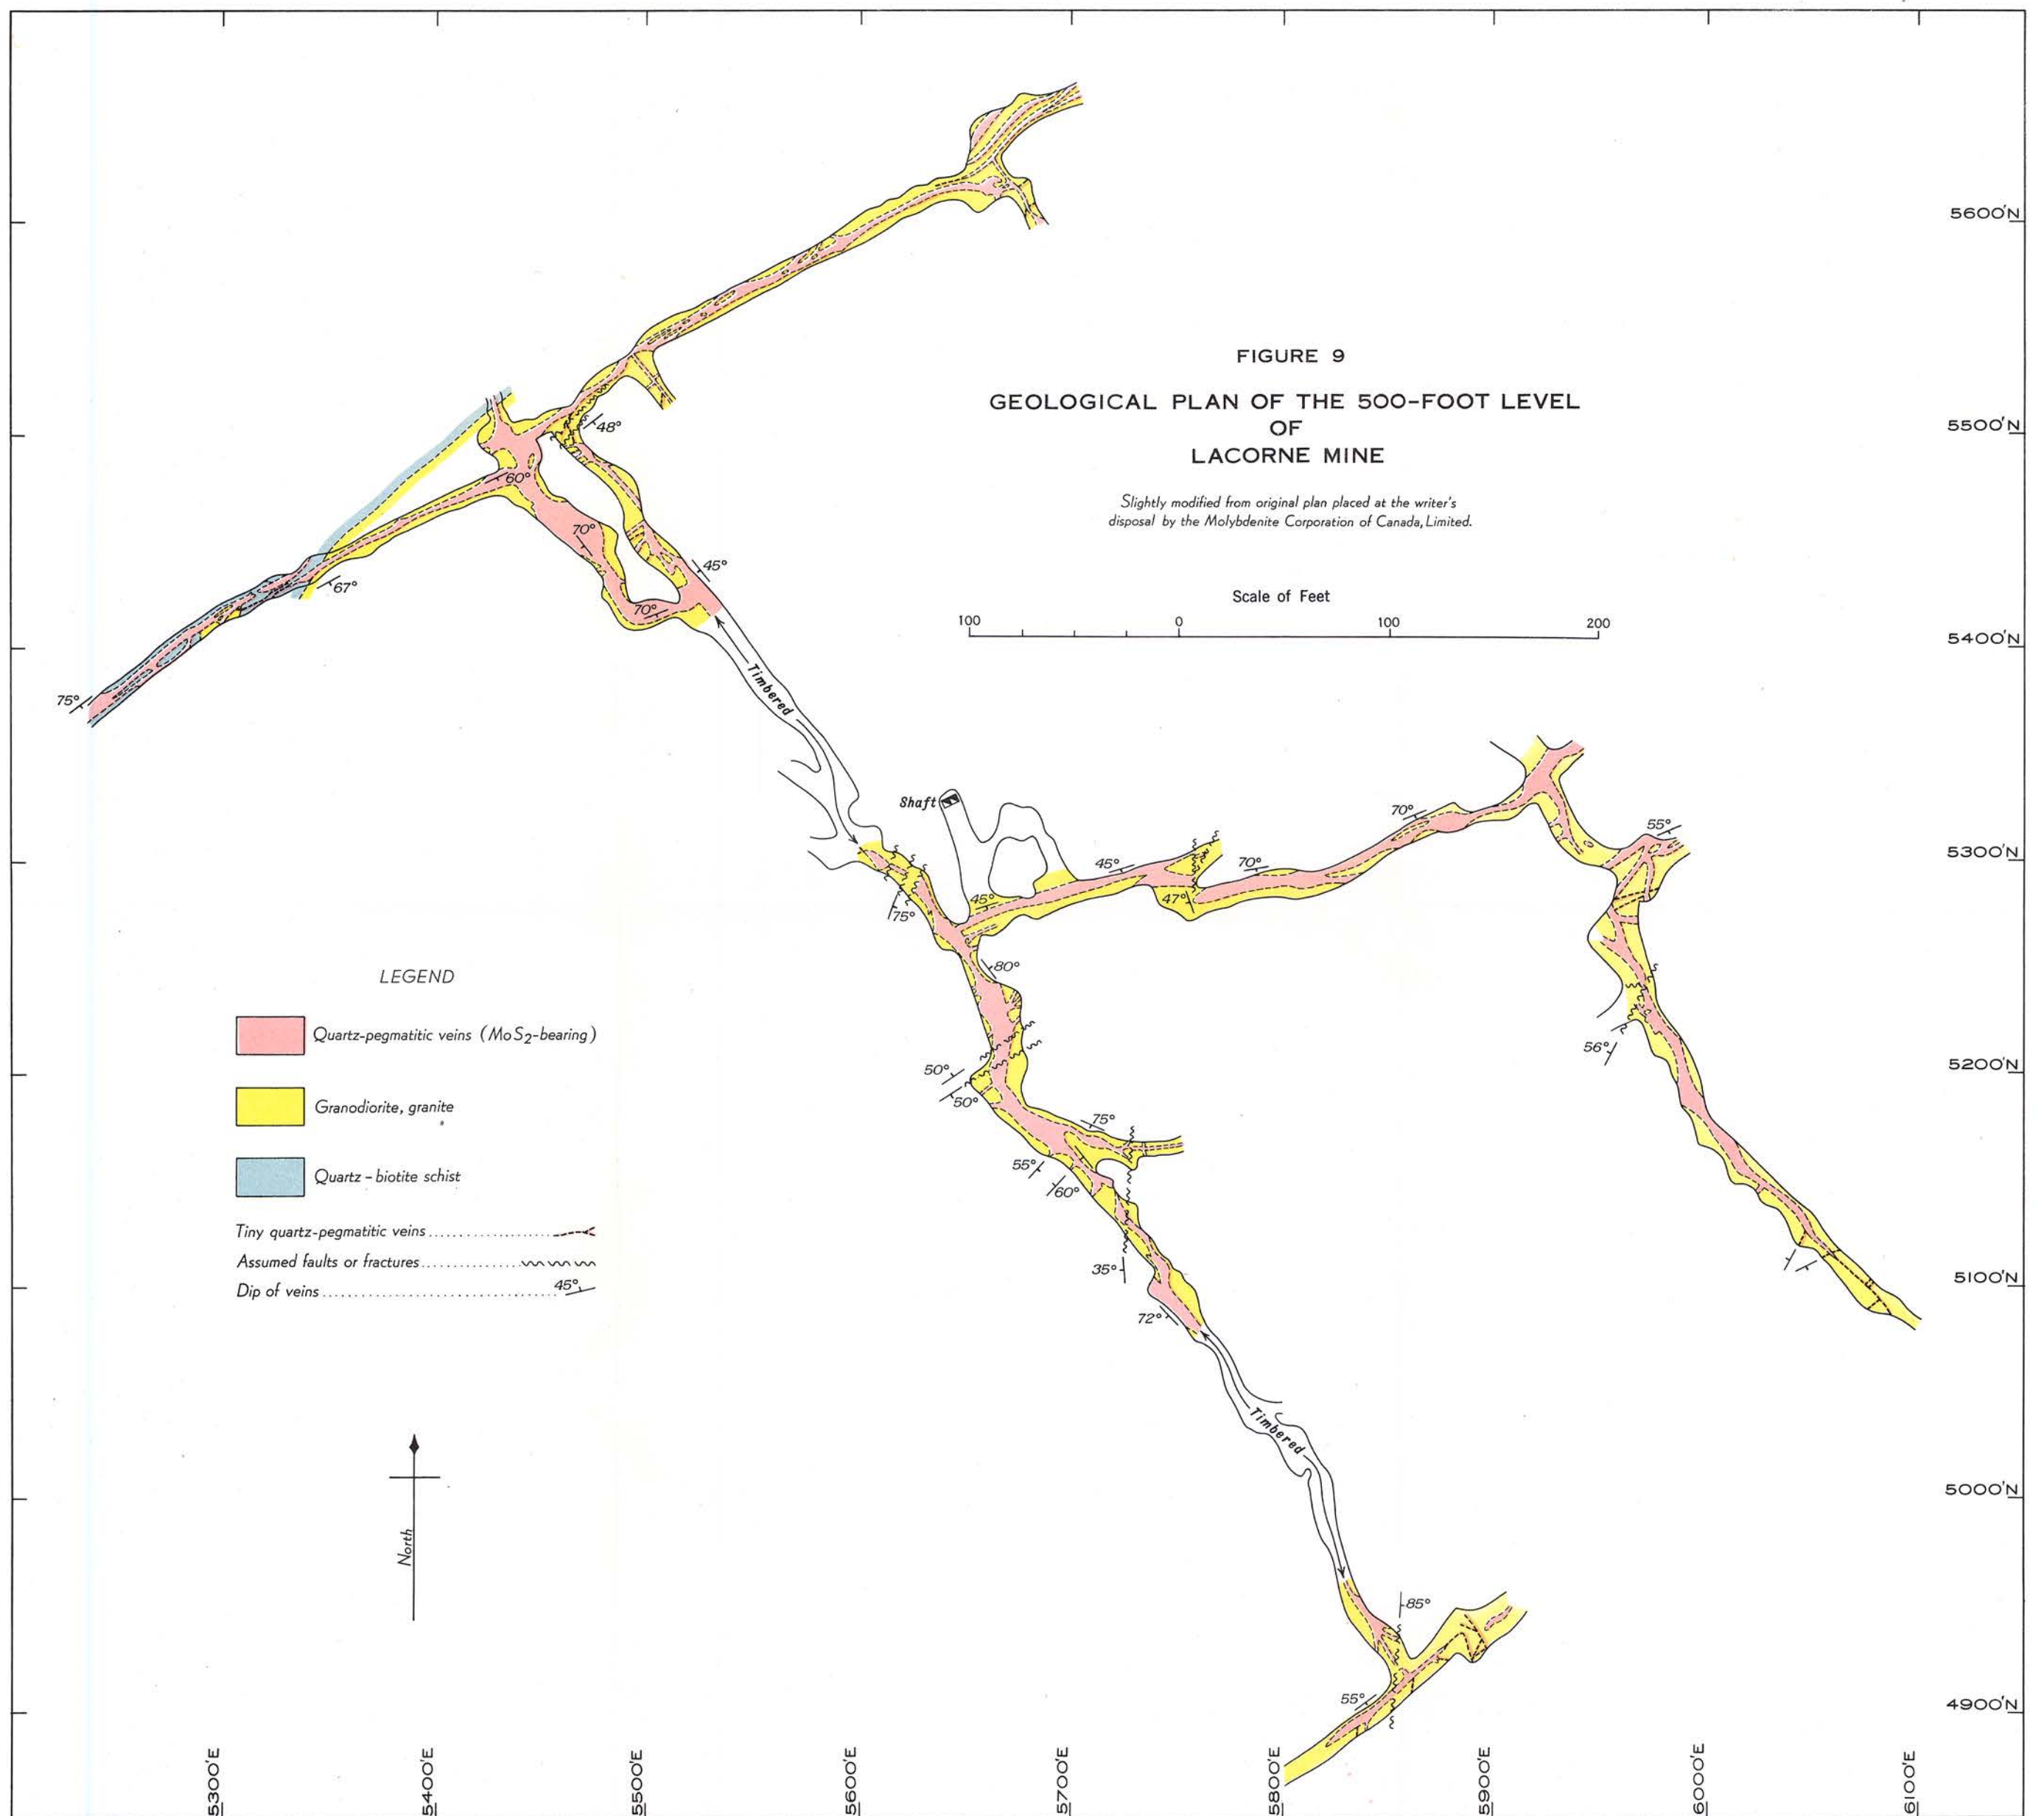 5600'N
FIGURE 9
GEOLOGICAL PLAN OF THE 500-FOOT LEVEL
OF
LACORNE MINE
Slightly modified from original plan placed at the writer's
disposal by the Molybdenite Corporation of Canada, Limited.
Scale of Feet
100 0 100 200
48°
5500'N
60°
70°
45°
67°
70°
5400'N
75°
Timbered
Shaft
70°
55°
45°
70°
5300'N
45°
47°
75°
80°
LEGEND
Quartz-pegmatitic veins (MoS2-bearing)
Granodiorite, granite
Quartz-biotite schist
Tiny quartz-pegmatitic veins
Assumed faults or fractures
Dip of veins 45°
56°
50°
5200'N
50°
75°
55°
60°
35°
5100'N
72°
Timbered
5000'N
North
85°
55°
4900'N
5300'E
5400'E
5500'E
5600'E
5700'E
5800'E
5900'E
6000'E
6100'E